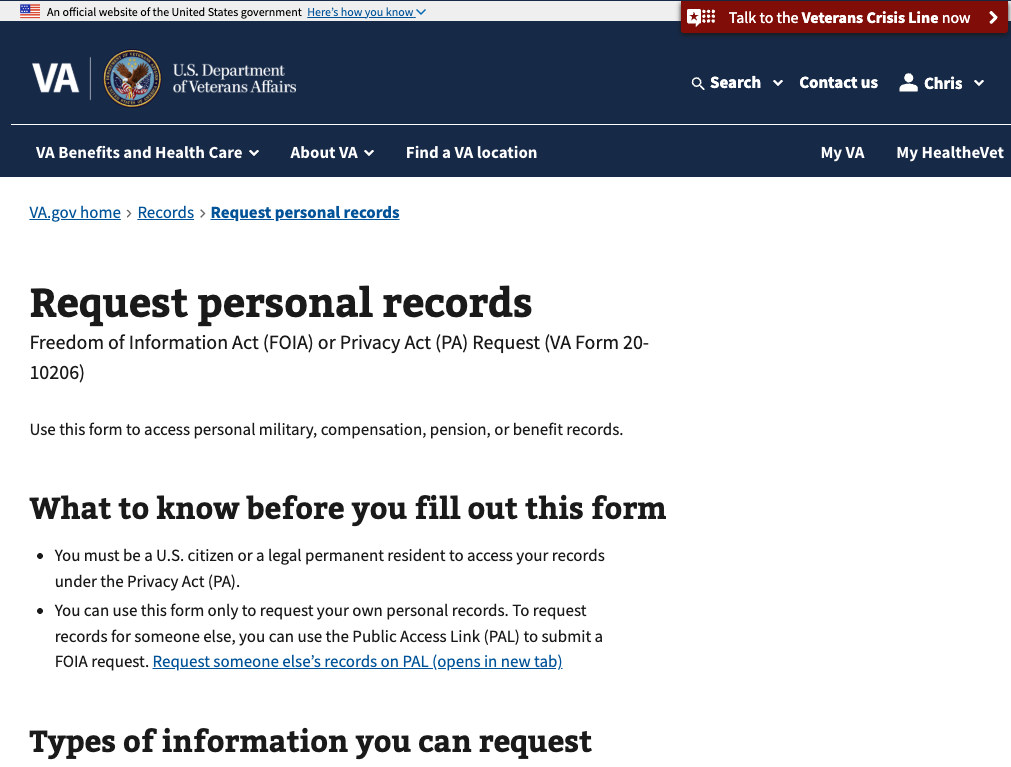 An official website of the United States government Here's how you know
Talk to the Veterans Crisis Line now
VA
U.S. Department
of Veterans Affairs
Search
Contact us
Chris
VA Benefits and Health Care
About VA
Find a VA location
My VA
My HealtheVet
VA.gov home › Records › Request personal records
Request personal records
Freedom of Information Act (FOIA) or Privacy Act (PA) Request (VA Form 20-
10206)
Use this form to access personal military, compensation, pension, or benefit records.
What to know before you fill out this form
• You must be a U.S. citizen or a legal permanent resident to access your records
under the Privacy Act (PA).
• You can use this form only to request your own personal records. To request
records for someone else, you can use the Public Access Link (PAL) to submit a
FOIA request. Request someone else’s records on PAL (opens in new tab)
Types of information you can request